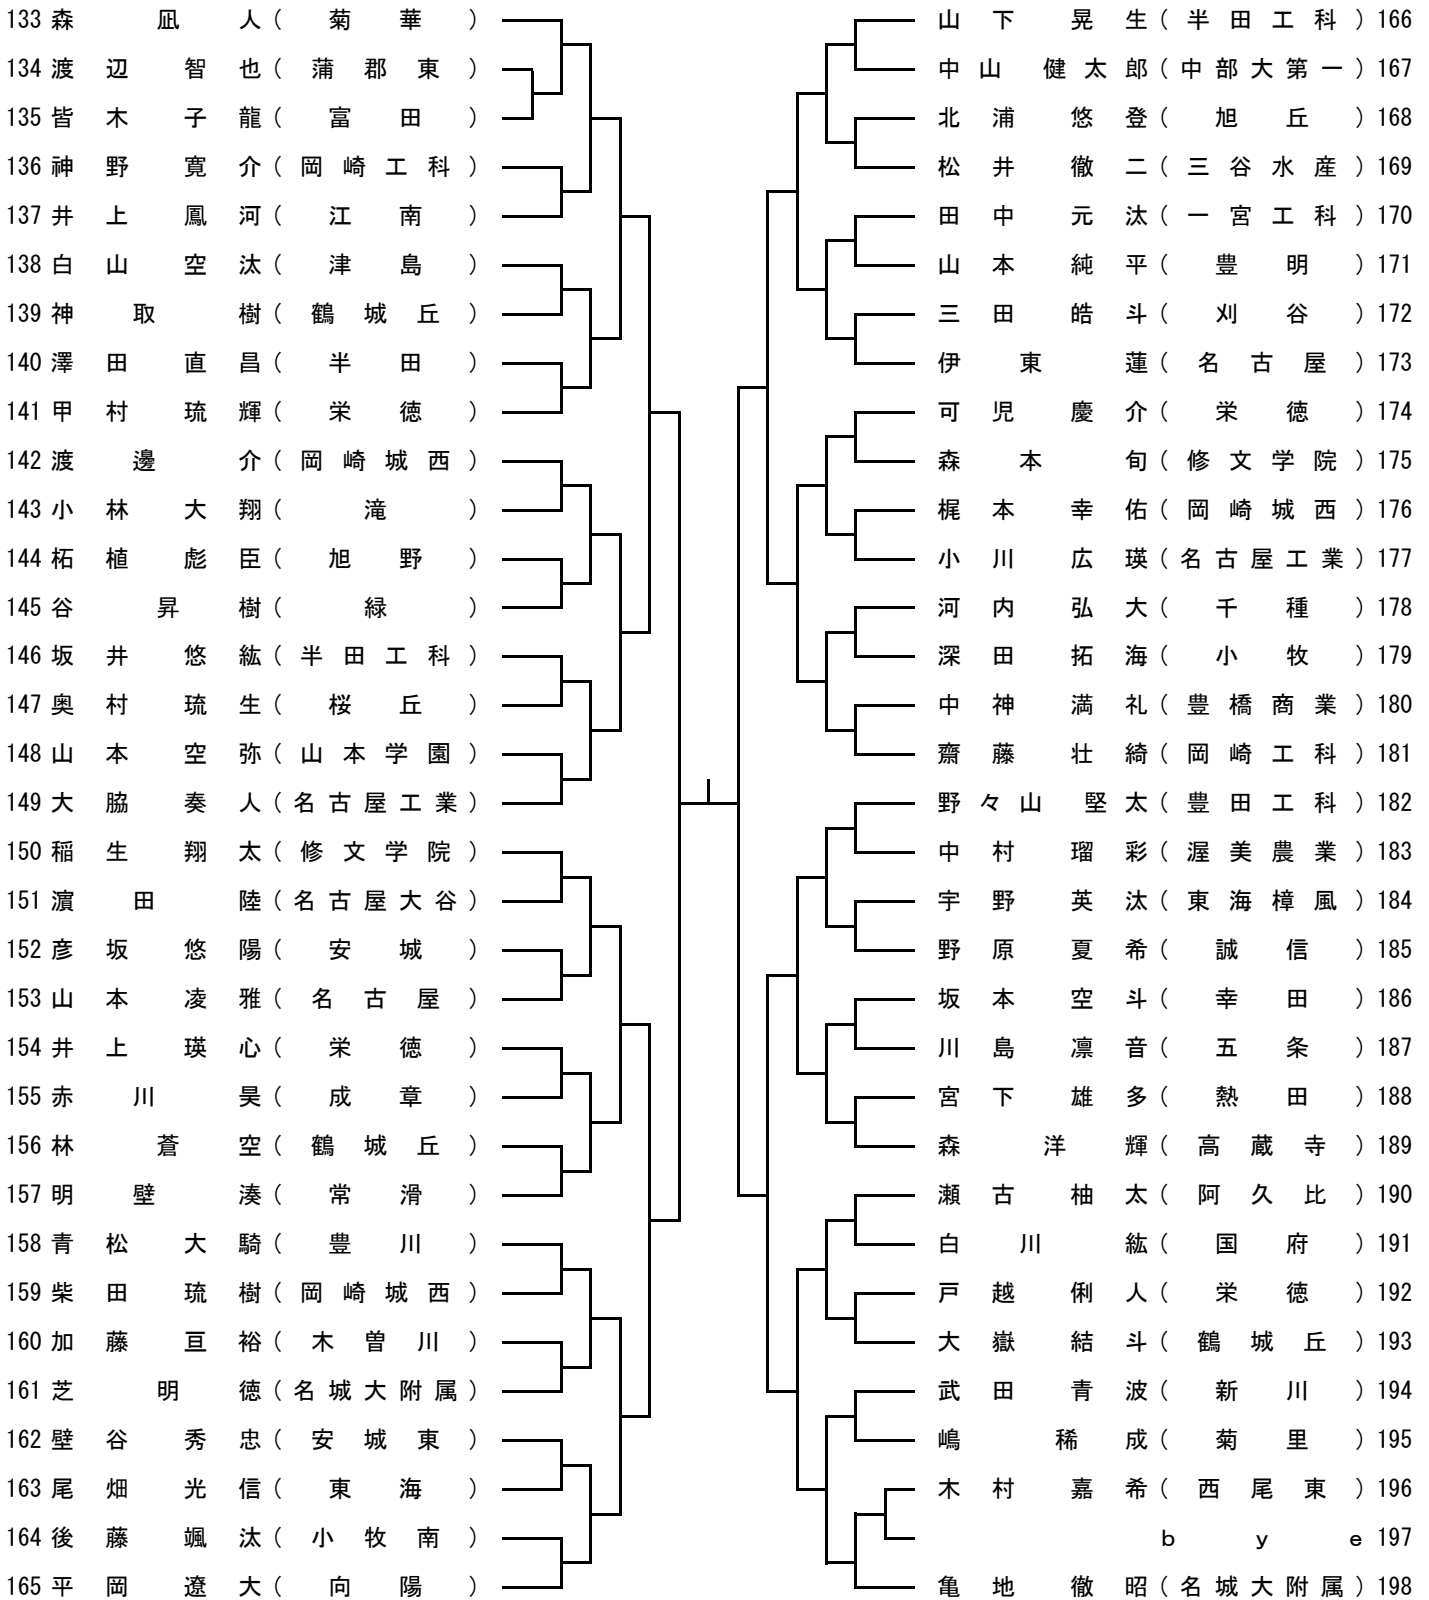 133 森 凪 人 ( 菊 華 )
134 渡 辺 智 也 ( 蒲 郡 東 )
135 皆 木 子 龍 ( 富 田 )
136 神 野 寛 介 ( 岡 崎 工 科 )
137 井 上 鳳 河 ( 江 南 )
138 白 山 空 汰 ( 津 島 )
139 神 取 樹 ( 鶴 城 丘 )
140 澤 田 直 昌 ( 半 田 )
141 甲 村 琉 輝 ( 栄 徳 )
142 渡 邊 介 ( 岡 崎 城 西 )
143 小 林 大 翔 ( 滝 )
144 柘 植 彪 臣 ( 旭 野 )
145 谷 昇 樹 ( 緑 )
146 坂 井 悠 紘 ( 半 田 工 科 )
147 奥 村 琉 生 ( 桜 丘 )
148 山 本 空 弥 ( 山 本 学 園 )
149 大 脇 奏 人 ( 名 古 屋 工 業 )
150 稲 生 翔 太 ( 修 文 学 院 )
151 濵 田 陸 ( 名 古 屋 大 谷 )
152 彦 坂 悠 陽 ( 安 城 )
153 山 本 凌 雅 ( 名 古 屋 )
154 井 上 瑛 心 ( 栄 徳 )
155 赤 川 昊 ( 成 章 )
156 林 蒼 空 ( 鶴 城 丘 )
157 明 壁 湊 ( 常 滑 )
158 青 松 大 騎 ( 豊 川 )
159 柴 田 琉 樹 ( 岡 崎 城 西 )
160 加 藤 亘 裕 ( 木 曽 川 )
161 芝 明 徳 ( 名 城 大 附 属 )
162 壁 谷 秀 忠 ( 安 城 東 )
163 尾 畑 光 信 ( 東 海 )
164 後 藤 颯 汰 ( 小 牧 南 )
165 平 岡 遼 大 ( 向 陽 )
山 下 晃 生 ( 半 田 工 科 ) 166
中 山 健 太 郎 ( 中 部 大 第 一 ) 167
北 浦 悠 登 ( 旭 丘 ) 168
松 井 徹 二 ( 三 谷 水 産 ) 169
田 中 元 汰 ( 一 宮 工 科 ) 170
山 本 純 平 ( 豊 明 ) 171
三 田 皓 斗 ( 刈 谷 ) 172
伊 東 蓮 ( 名 古 屋 ) 173
可 児 慶 介 ( 栄 徳 ) 174
森 本 旬 ( 修 文 学 院 ) 175
梶 本 幸 佑 ( 岡 崎 城 西 ) 176
小 川 広 瑛 ( 名 古 屋 工 業 ) 177
河 内 弘 大 ( 千 種 ) 178
深 田 拓 海 ( 小 牧 ) 179
中 神 満 礼 ( 豊 橋 商 業 ) 180
齋 藤 壮 綺 ( 岡 崎 工 科 ) 181
野 々 山 堅 太 ( 豊 田 工 科 ) 182
中 村 瑠 彩 ( 渥 美 農 業 ) 183
宇 野 英 汰 ( 東 海 樟 風 ) 184
野 原 夏 希 ( 誠 信 ) 185
坂 本 空 斗 ( 幸 田 ) 186
川 島 凛 音 ( 五 条 ) 187
宮 下 雄 多 ( 熱 田 ) 188
森 洋 輝 ( 高 蔵 寺 ) 189
瀬 古 柚 太 ( 阿 久 比 ) 190
白 川 紘 ( 国 府 ) 191
戸 越 俐 人 ( 栄 徳 ) 192
大 嶽 結 斗 ( 鶴 城 丘 ) 193
武 田 青 波 ( 新 川 ) 194
嶋 稀 成 ( 菊 里 ) 195
木 村 嘉 希 ( 西 尾 東 ) 196
b y e 197
亀 地 徹 昭 ( 名 城 大 附 属 ) 198